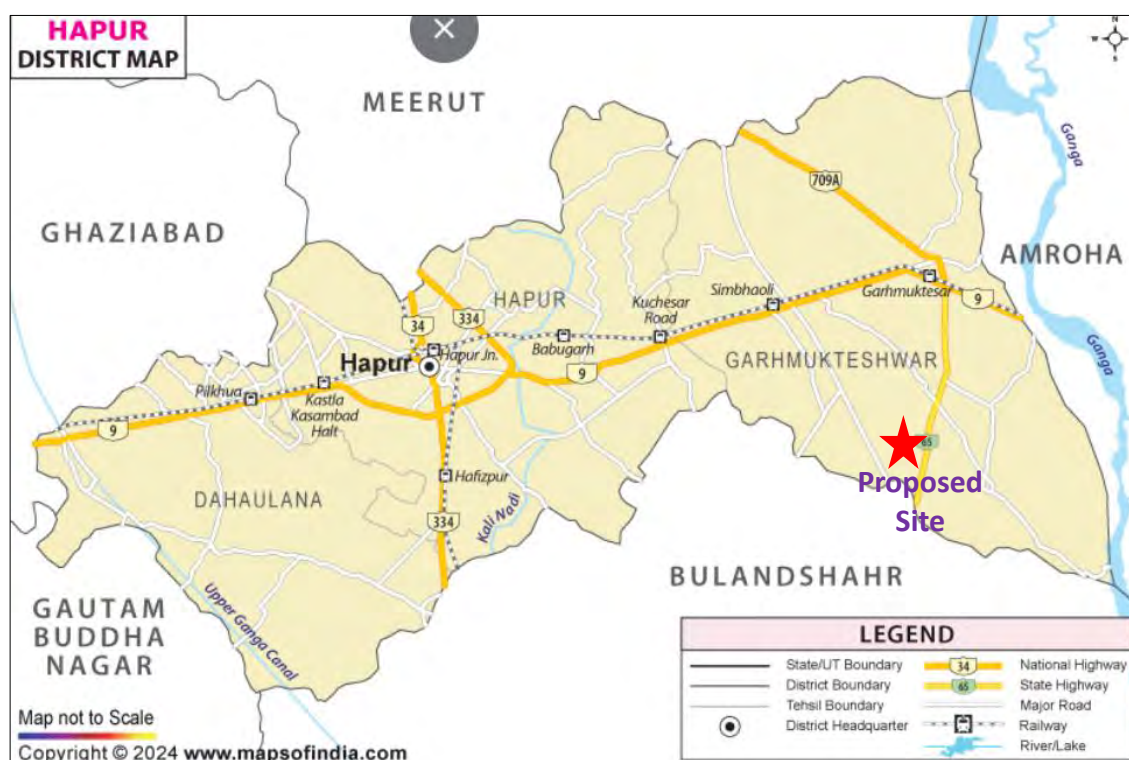 HAPUR
DISTRICT MAP
N
W
S
MEERUT
Ganga
709A
GHAZIABAD
AMROHA
HAPUR
Simbhaoli
Garhmuktesar
9
Kuchesar
Road
34
334
Hapur
Hapur Jn.
Babugarh
GARHMUKTESHWAR
Ganga
9
Pilkhua
Kastla
Kasambad
Halt
9
65
Hafizpur
Proposed
Site
DAHAULANA
Kali Nadi
334
BULANDSHAHR
Upper Ganga Canal
GAUTAM
BUDDHA
NAGAR
LEGEND
State/UT Boundary
34 National Highway
District Boundary
65 State Highway
Tehsil Boundary
Major Road
District Headquarter
Railway
River/Lake
Map not to Scale
Copyright © 2024 www.mapsofindia.com